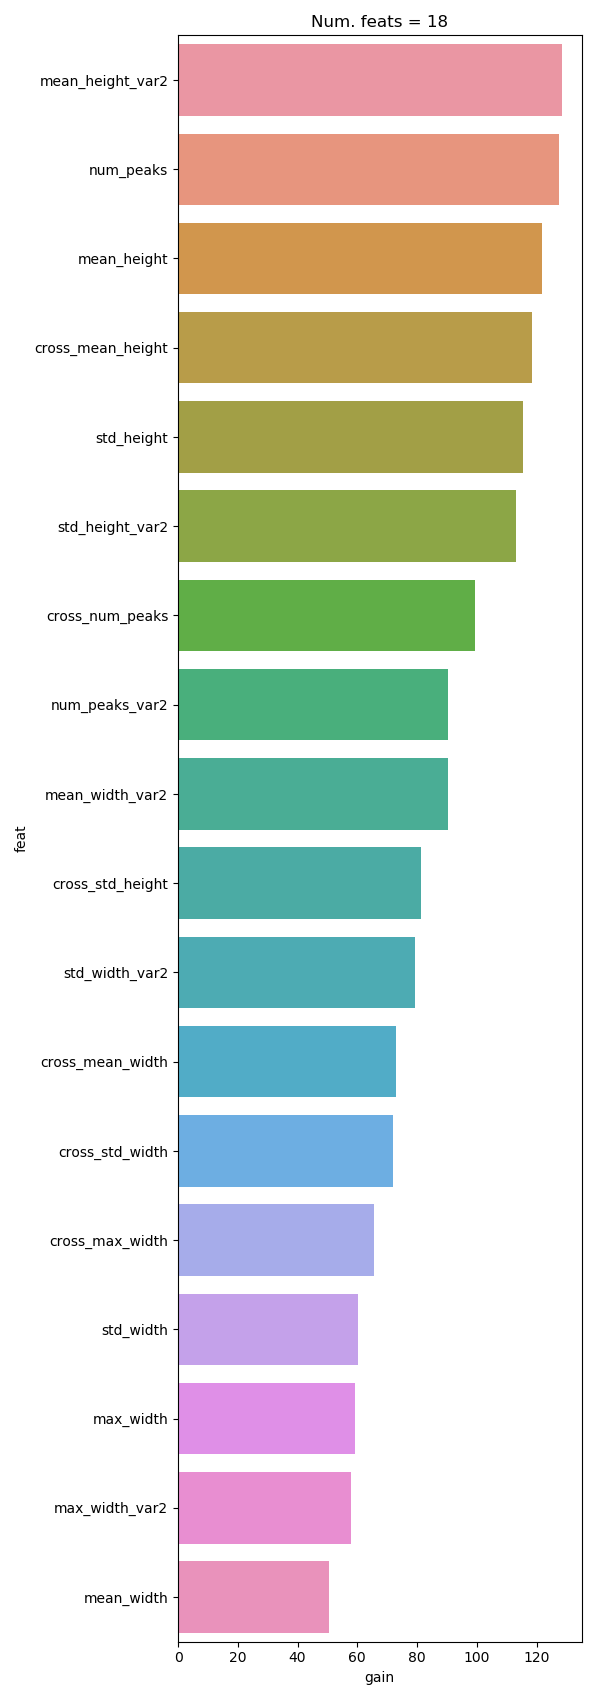 Num. feats = 18
mean_height_var2
num_peaks
mean_height
cross_mean_height
std_height
std_height_var2
cross_num_peaks
num_peaks_var2
mean_width_var2
feat
cross_std_height
std_width_var2
cross_mean_width
cross_std_width
cross_max_width
std_width
max_width
max_width_var2
mean_width
0 20 40 60 80 100 120
gain